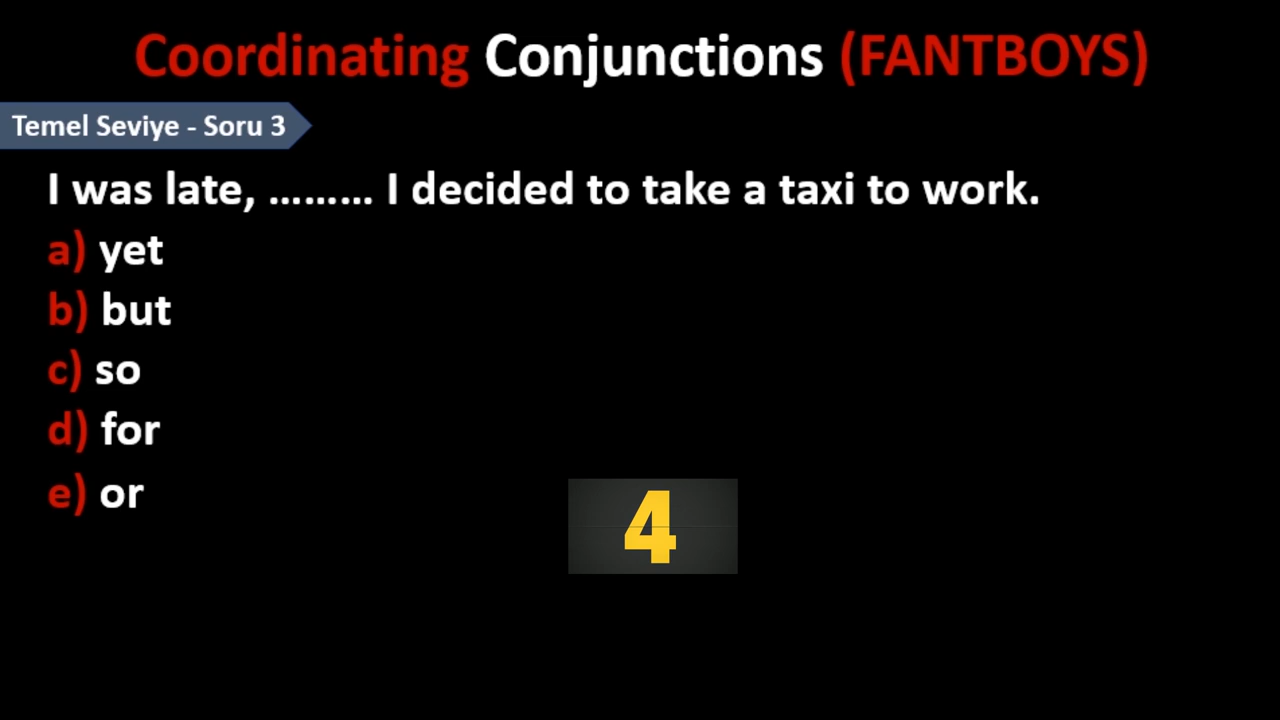 Coordinating Conjunctions (FANTBOYS)
Temel Seviye - Soru 3
I was late, ……… I decided to take a taxi to work.
a) yet
b) but
c) so
d) for
e) or
4